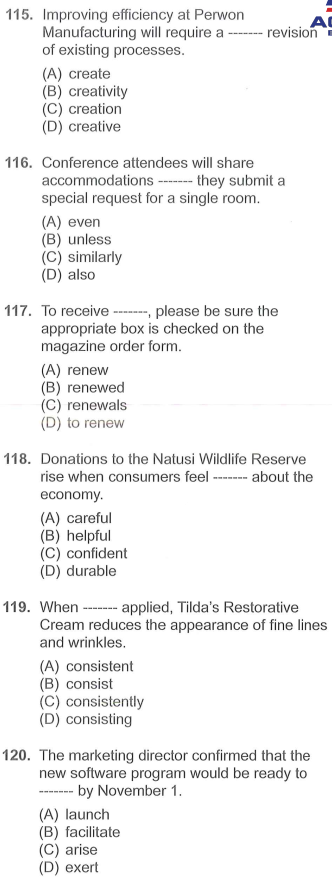 115. Improving efficiency at Perwon
Manufacturing will require a ------- revision
of existing processes.
(A) create
(B) creativity
(C) creation
(D) creative
116. Conference attendees will share
accommodations ------- they submit a
special request for a single room.
(A) even
(B) unless
(C) similarly
(D) also
117. To receive -------, please be sure the
appropriate box is checked on the
magazine order form.
(A) renew
(B) renewed
(C) renewals
(D) to renew
118. Donations to the Natusi Wildlife Reserve
rise when consumers feel ------- about the
economy.
(A) careful
(B) helpful
(C) confident
(D) durable
119. When ------- applied, Tilda's Restorative
Cream reduces the appearance of fine lines
and wrinkles.
(A) consistent
(B) consist
(C) consistently
(D) consisting
120. The marketing director confirmed that the
new software program would be ready to
------- by November 1.
(A) launch
(B) facilitate
(C) arise
(D) exert